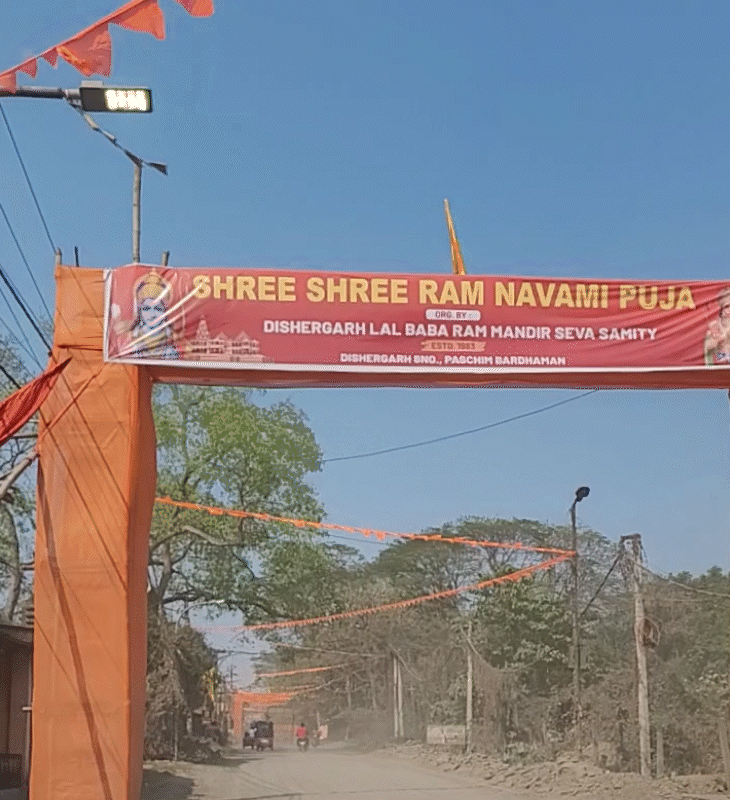 SHREE SHREE RAM NAVAMI PUJA
ORG. BY :
DISHERGARH LAL BABA RAM MANDIR SEVA SAMITY
ESTD. 1983
DISHERGARH BNO., PASCHIM BARDHAMAN